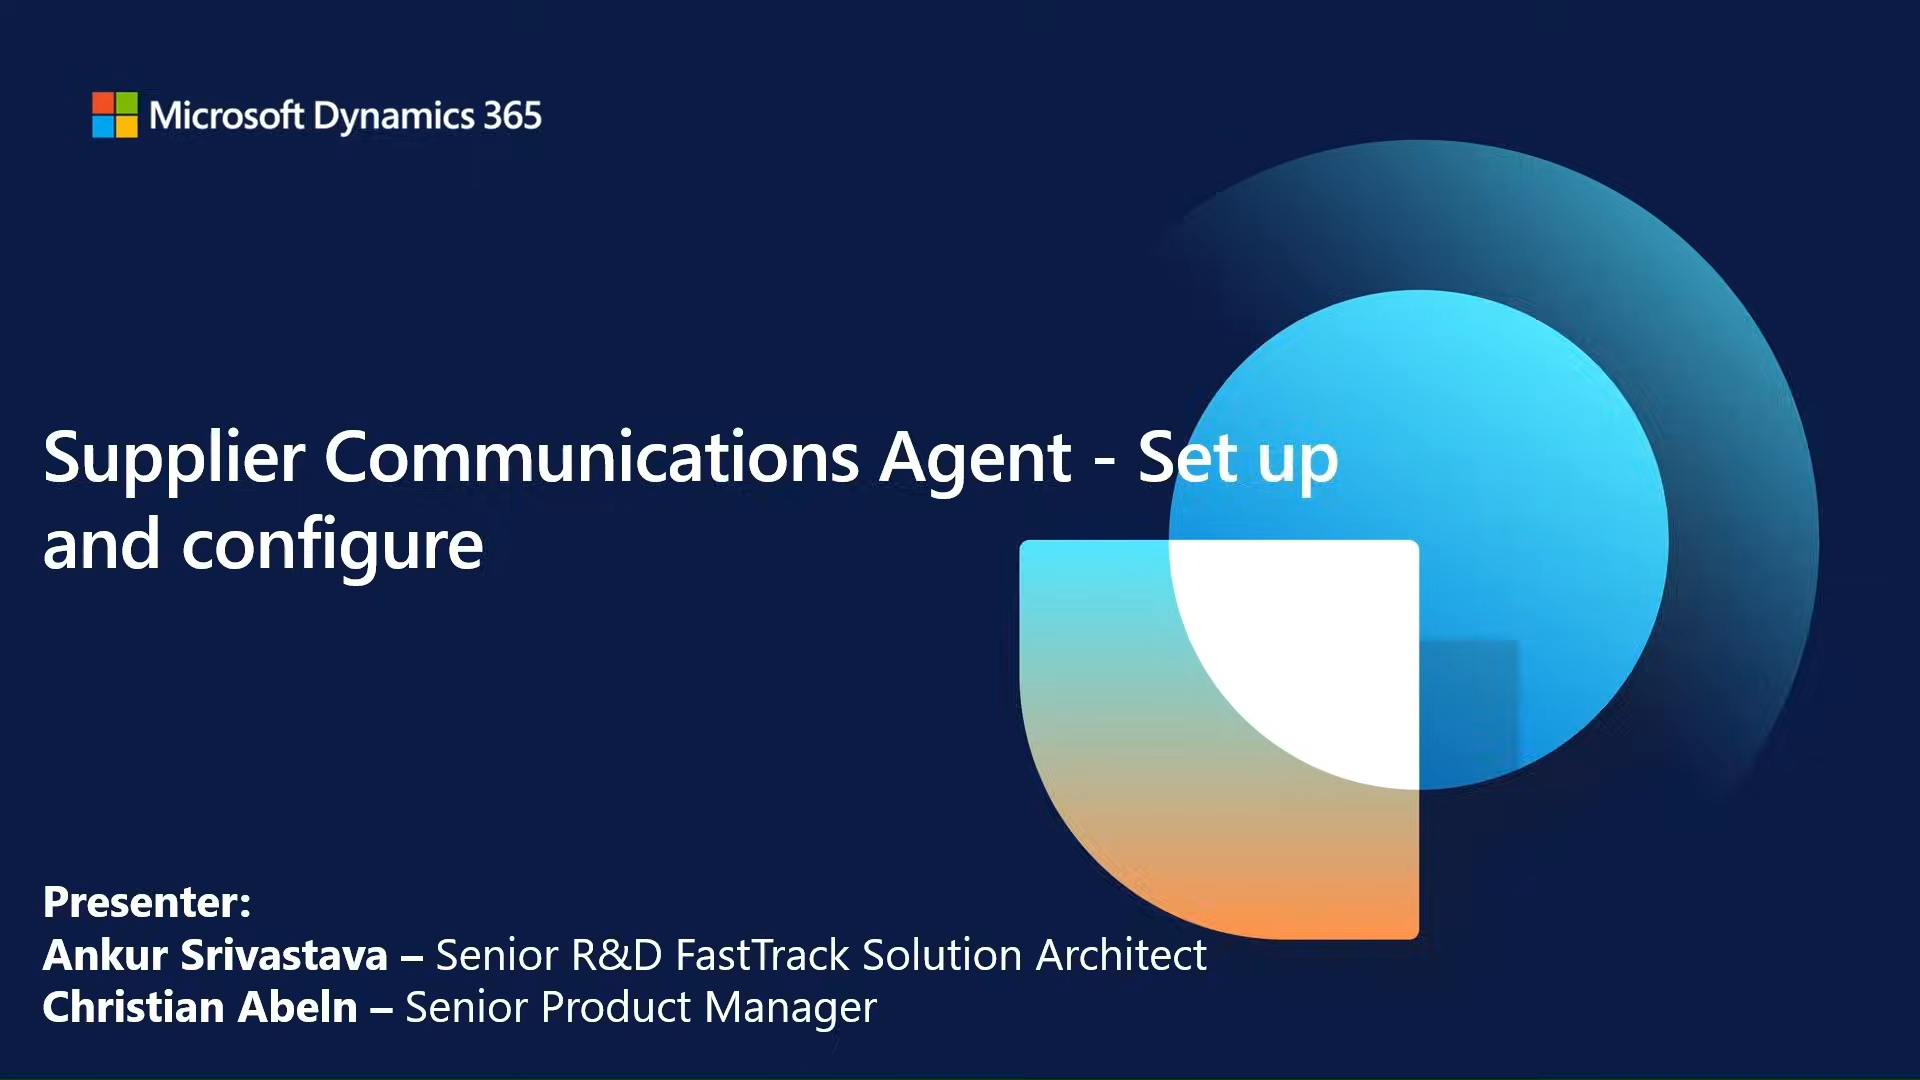 Microsoft Dynamics 365
Supplier Communications Agent - Set up
and configure
Presenter:
Ankur Srivastava – Senior R&D FastTrack Solution Architect
Christian Abeln – Senior Product Manager